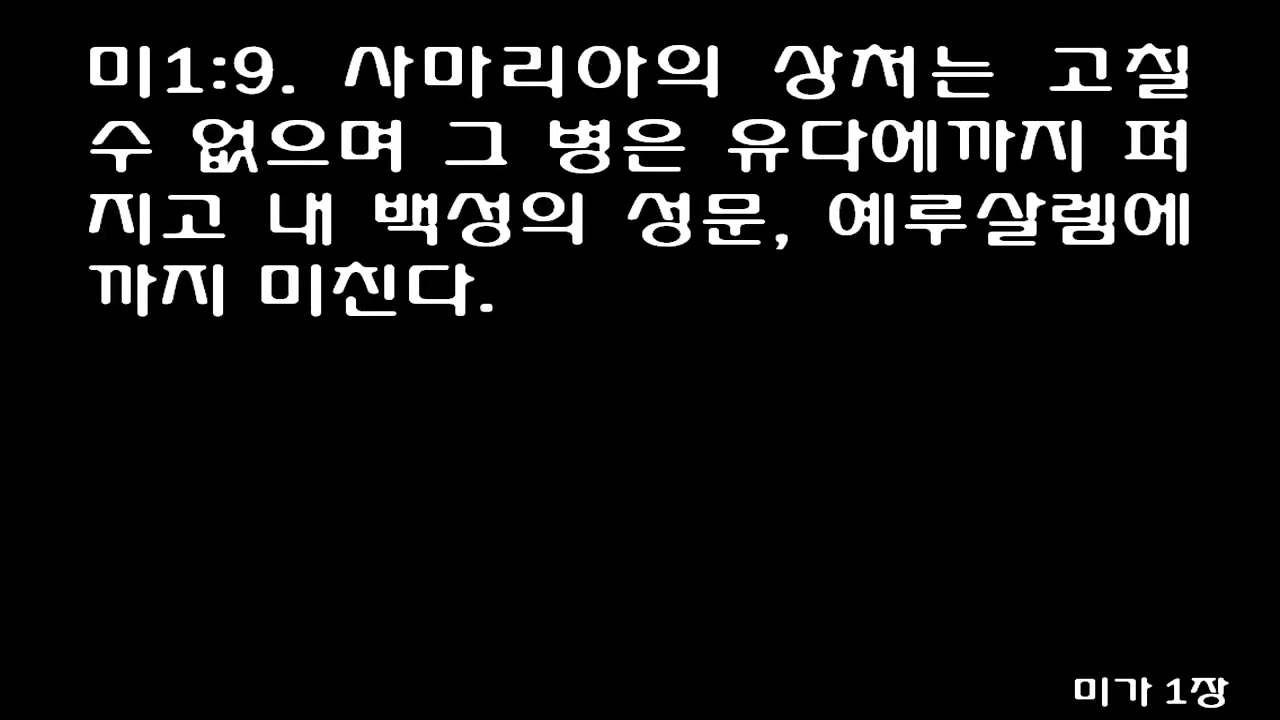 미1:9. 사마리아의 상처는 고칠
수 없으며 그 병은 유다에까지 퍼
지고 내 백성의 성문, 예루살렘에
까지 미친다.
미가 1장